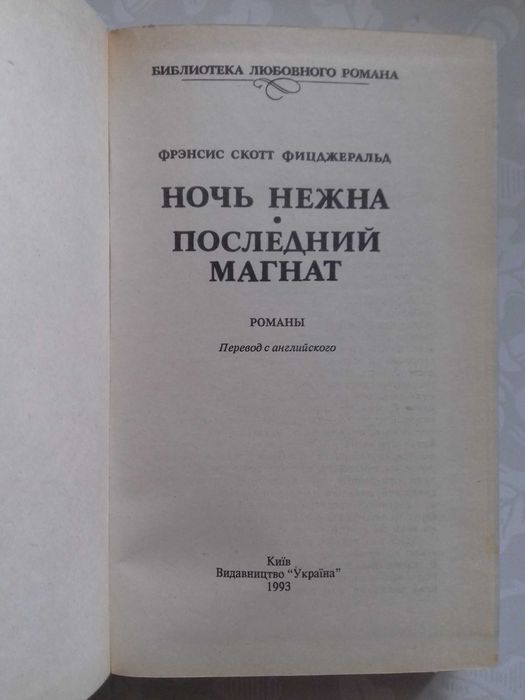 БИБЛИОТЕКА ЛЮБОВНОГО РОМАНА
ФРЭНСИС СКОТТ ФИЦДЖЕРАЛЬД
НОЧЬ НЕЖНА
•
ПОСЛЕДНИЙ
МАГНАТ
РОМАНЫ
Перевод с английского
Київ
Видавництво "Україна"
1993